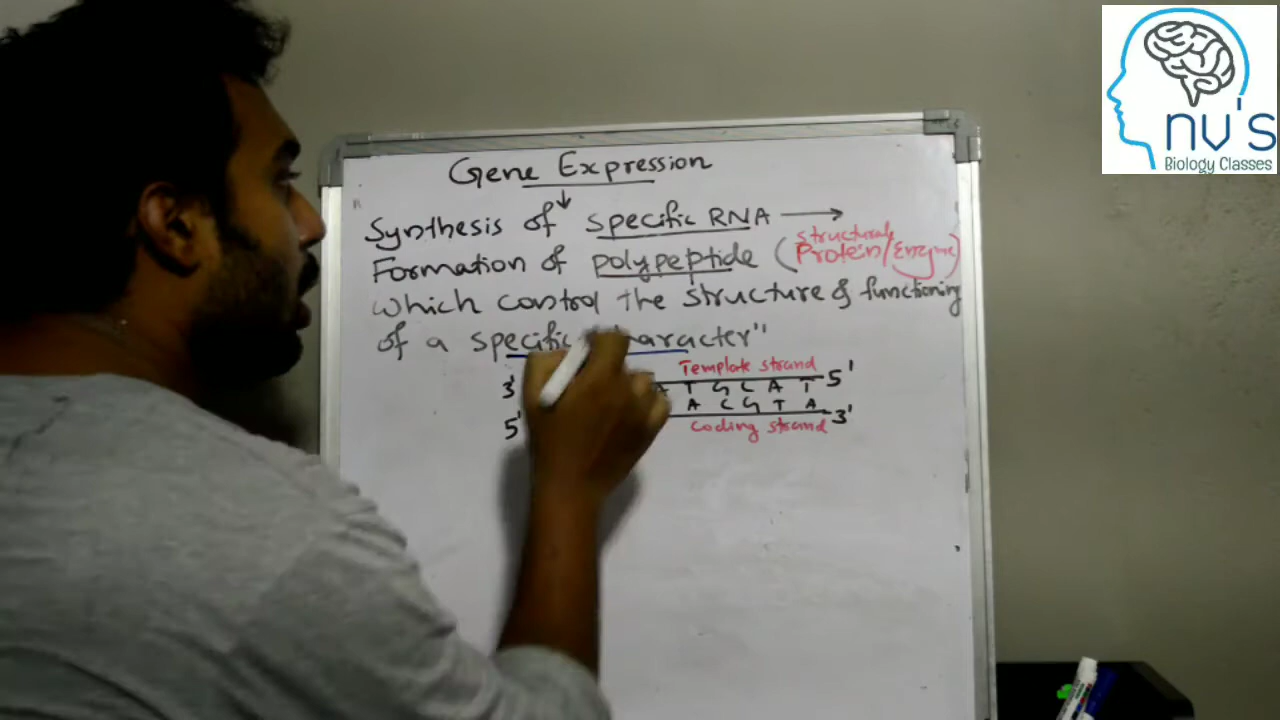 nv's
Biology Classes
Gene Expression
Synthesis of specific RNA →
Formation of polypeptide (structural Protein/Enzyme)
which control the structure & functioning
of a specific character"
Template strand
3' A T G C A T 5'
5' A C G T A 3'
Coding strand